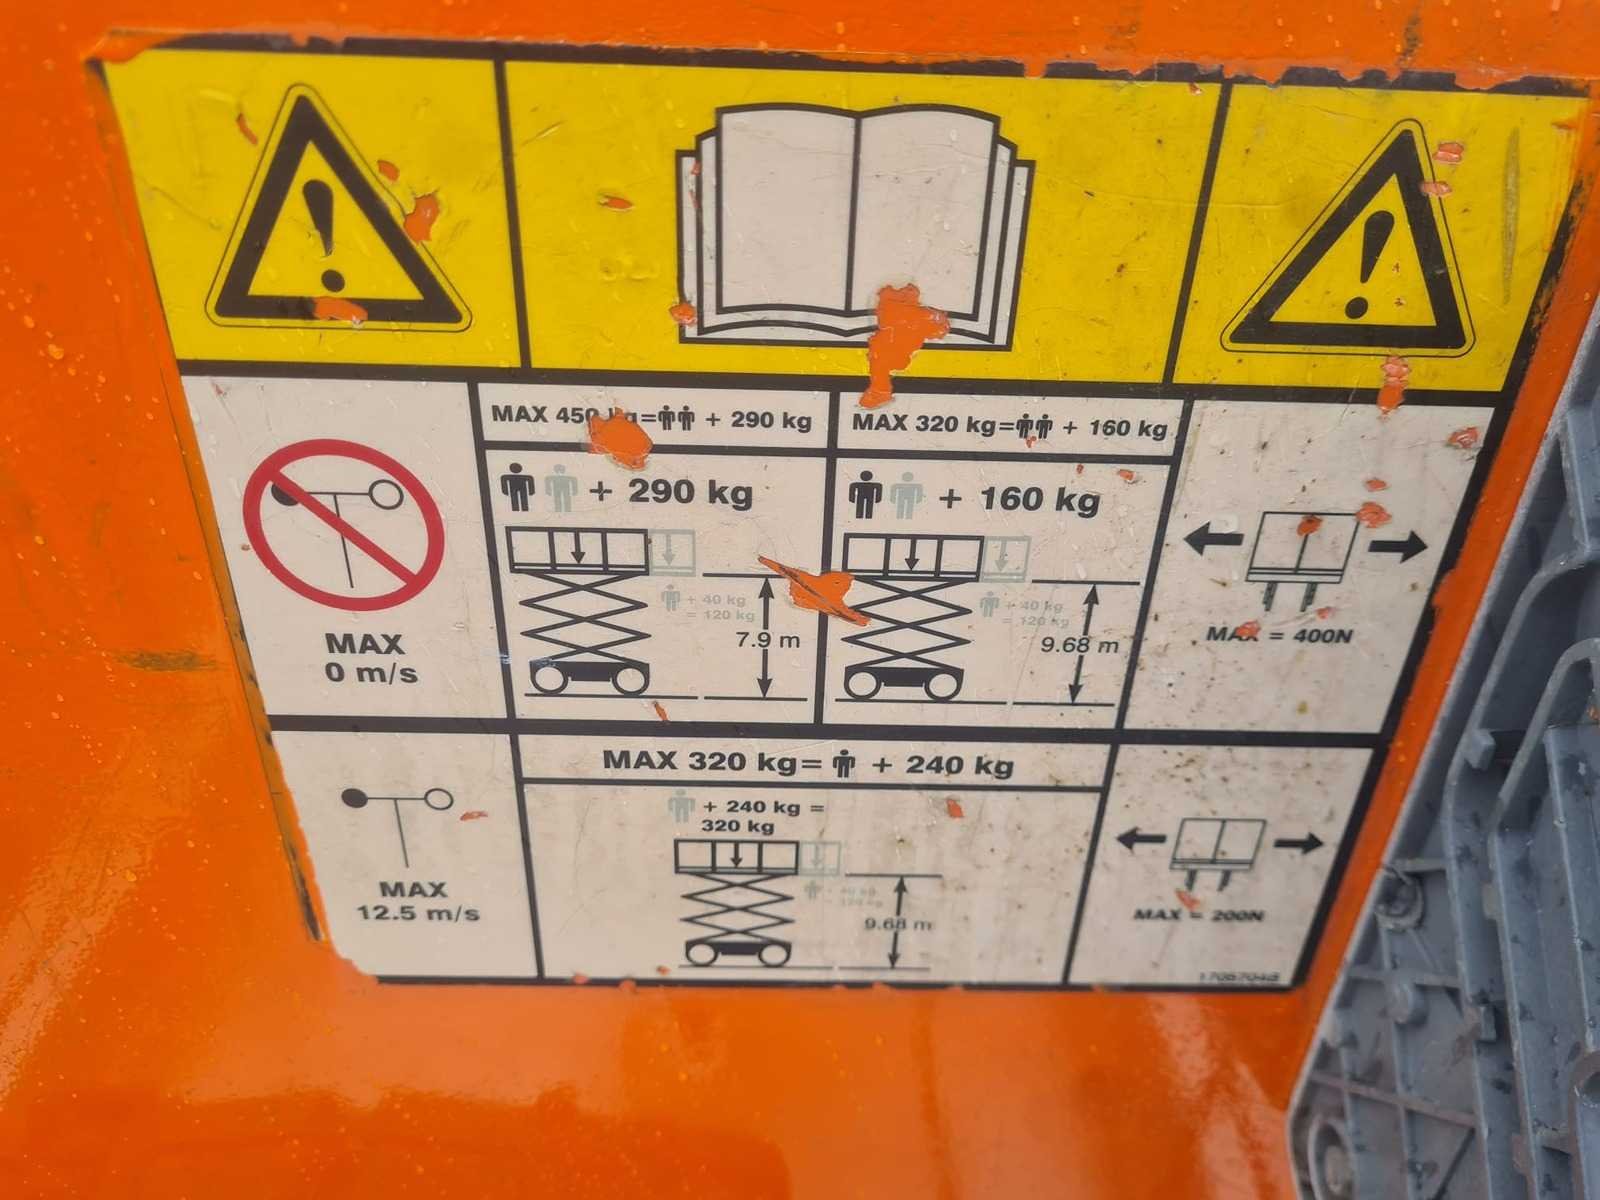 MAX 450 kg= + 290 kg
MAX 320 kg= + 160 kg
+ 290 kg
+ 40 kg
= 120 kg
7.9 m
+ 160 kg
+ 40 kg
= 120 kg
9.68 m
MAX
0 m/s
MAX = 400N
MAX 320 kg= + 240 kg
+ 240 kg =
320 kg
9.68 m
MAX
12.5 m/s
MAX = 200N